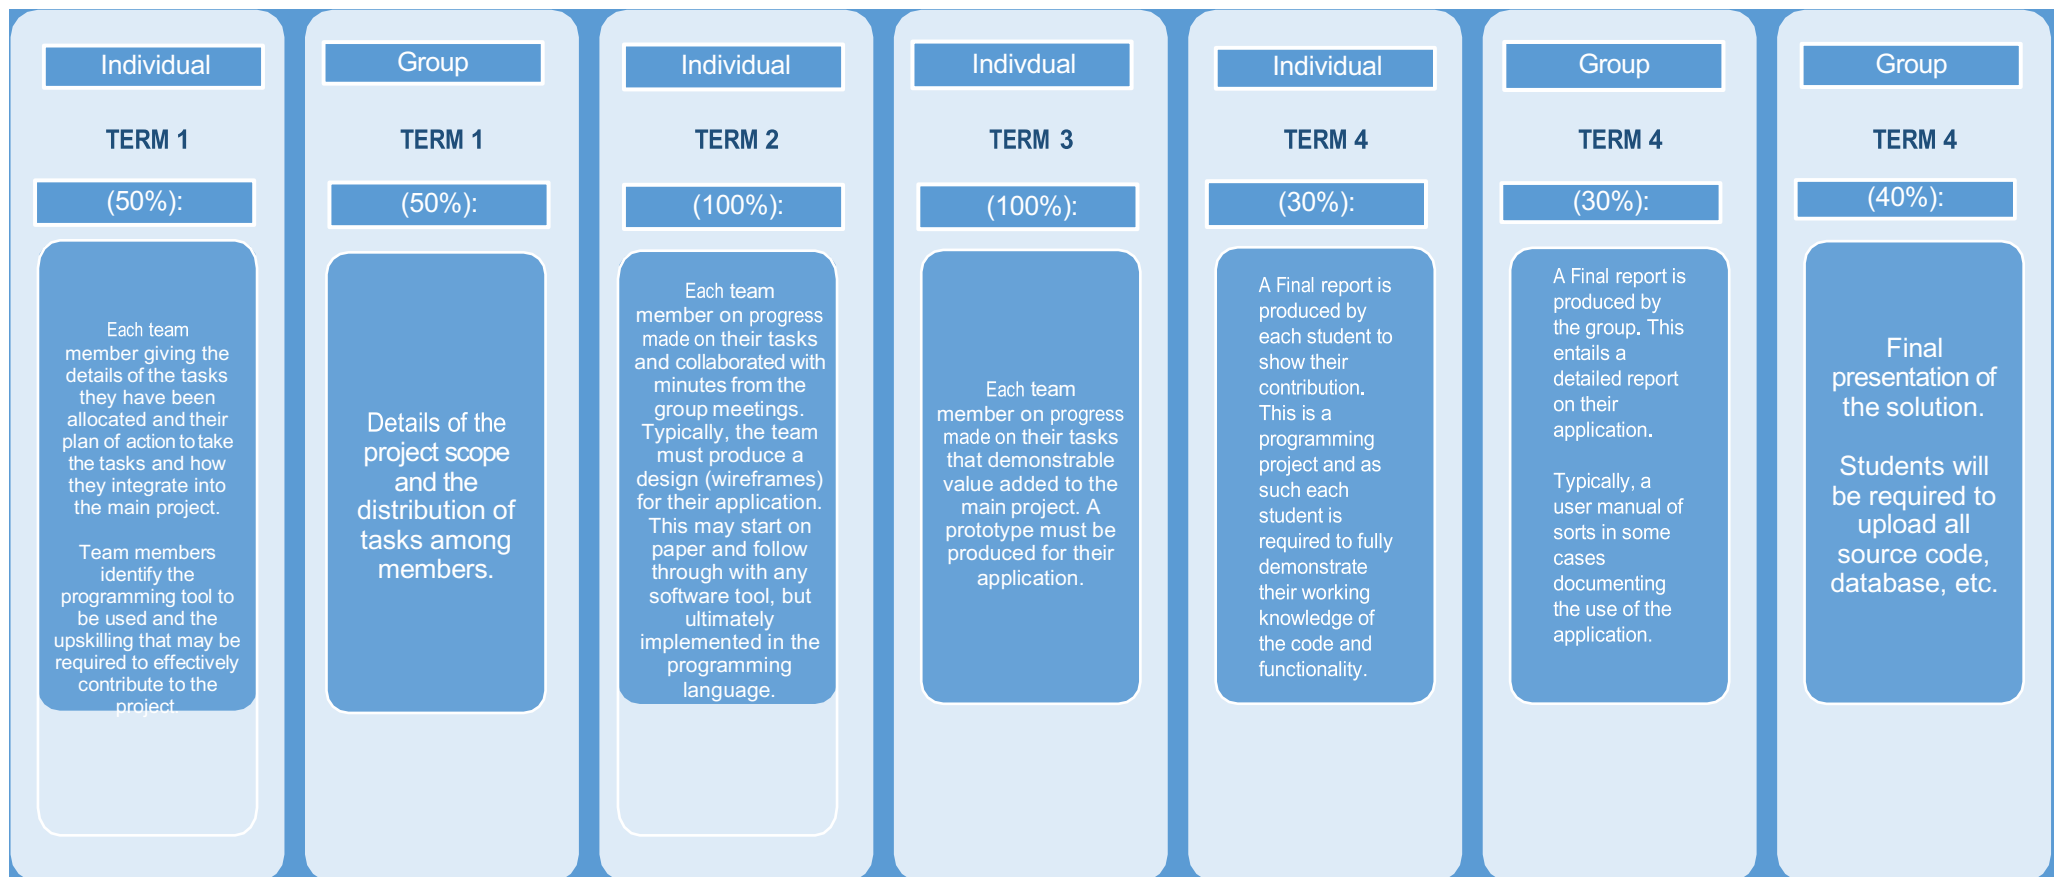 Individual
TERM 1
(50%):
Each team
member giving the
details of the tasks
they have been
allocated and their
plan of action to take
the tasks and how
they integrate into
the main project.
Team members
identify the
programming tool to
be used and the
upskilling that may be
required to effectively
contribute to the
project.
Group
TERM 1
(50%):
Details of the
project scope
and the
distribution of
tasks among
members.
Individual
TERM 2
(100%):
Each team
member on progress
made on their tasks
and collaborated with
minutes from the
group meetings.
Typically, the team
must produce a
design (wireframes)
for their application.
This may start on
paper and follow
through with any
software tool, but
ultimately
implemented in the
programming
language.
Indivdual
TERM 3
(100%):
Each team
member on progress
made on their tasks
that demonstrable
value added to the
main project. A
prototype must be
produced for their
application.
Individual
TERM 4
(30%):
A Final report is
produced by
each student to
show their
contribution.
This is a
programming
project and as
such each
student is
required to fully
demonstrate
their working
knowledge of
the code and
functionality.
Group
TERM 4
(30%):
A Final report is
produced by
the group. This
entails a
detailed report
on their
application.
Typically, a
user manual of
sorts in some
cases
documenting
the use of the
application.
Group
TERM 4
(40%):
Final
presentation of
the solution.
Students will
be required to
upload all
source code,
database, etc.